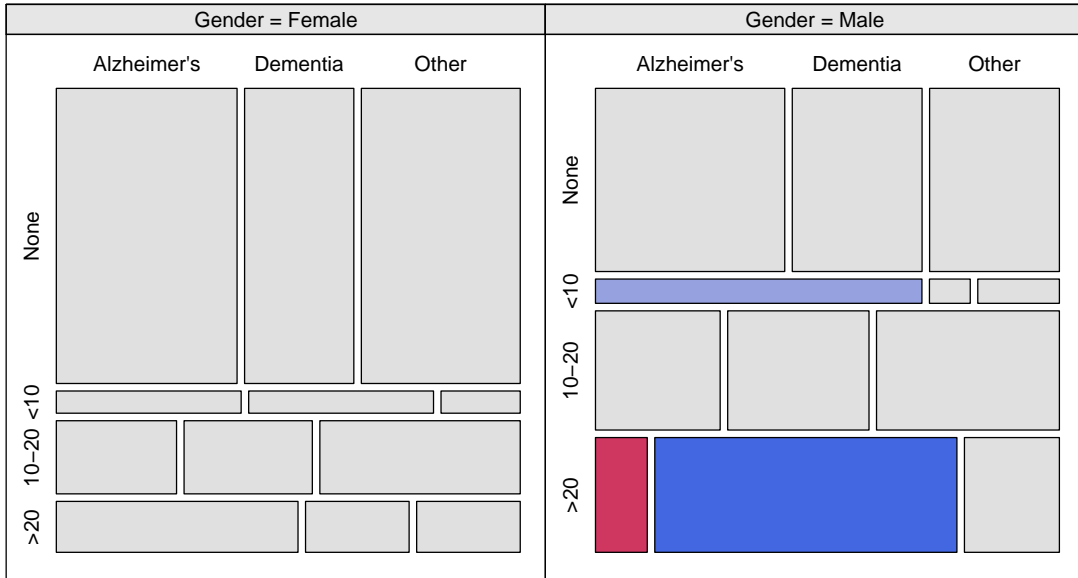 Gender = Female
Alzheimer's Dementia Other
None
<10
10−20
>20
Gender = Male
Alzheimer's Dementia Other
None
<10
10−20
>20